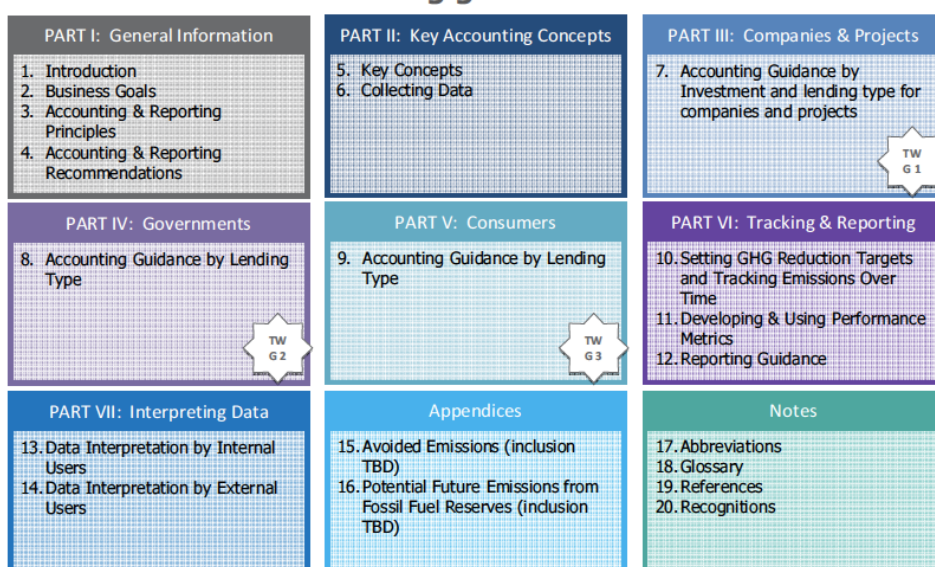 PART I: General Information
1. Introduction
2. Business Goals
3. Accounting & Reporting
Principles
4. Accounting & Reporting
Recommendations
PART II: Key Accounting Concepts
5. Key Concepts
6. Collecting Data
PART III: Companies & Projects
7. Accounting Guidance by
Investment and lending type for
companies and projects
TW
G 1
PART IV: Governments
8. Accounting Guidance by Lending
Type
TW
G 2
PART V: Consumers
9. Accounting Guidance by Lending
Type
TW
G 3
PART VI: Tracking & Reporting
10. Setting GHG Reduction Targets
and Tracking Emissions Over
Time
11. Developing & Using Performance
Metrics
12. Reporting Guidance
PART VII: Interpreting Data
13. Data Interpretation by Internal
Users
14. Data Interpretation by External
Users
Appendices
15. Avoided Emissions (inclusion
TBD)
16. Potential Future Emissions from
Fossil Fuel Reserves (inclusion
TBD)
Notes
17. Abbreviations
18. Glossary
19. References
20. Recognitions